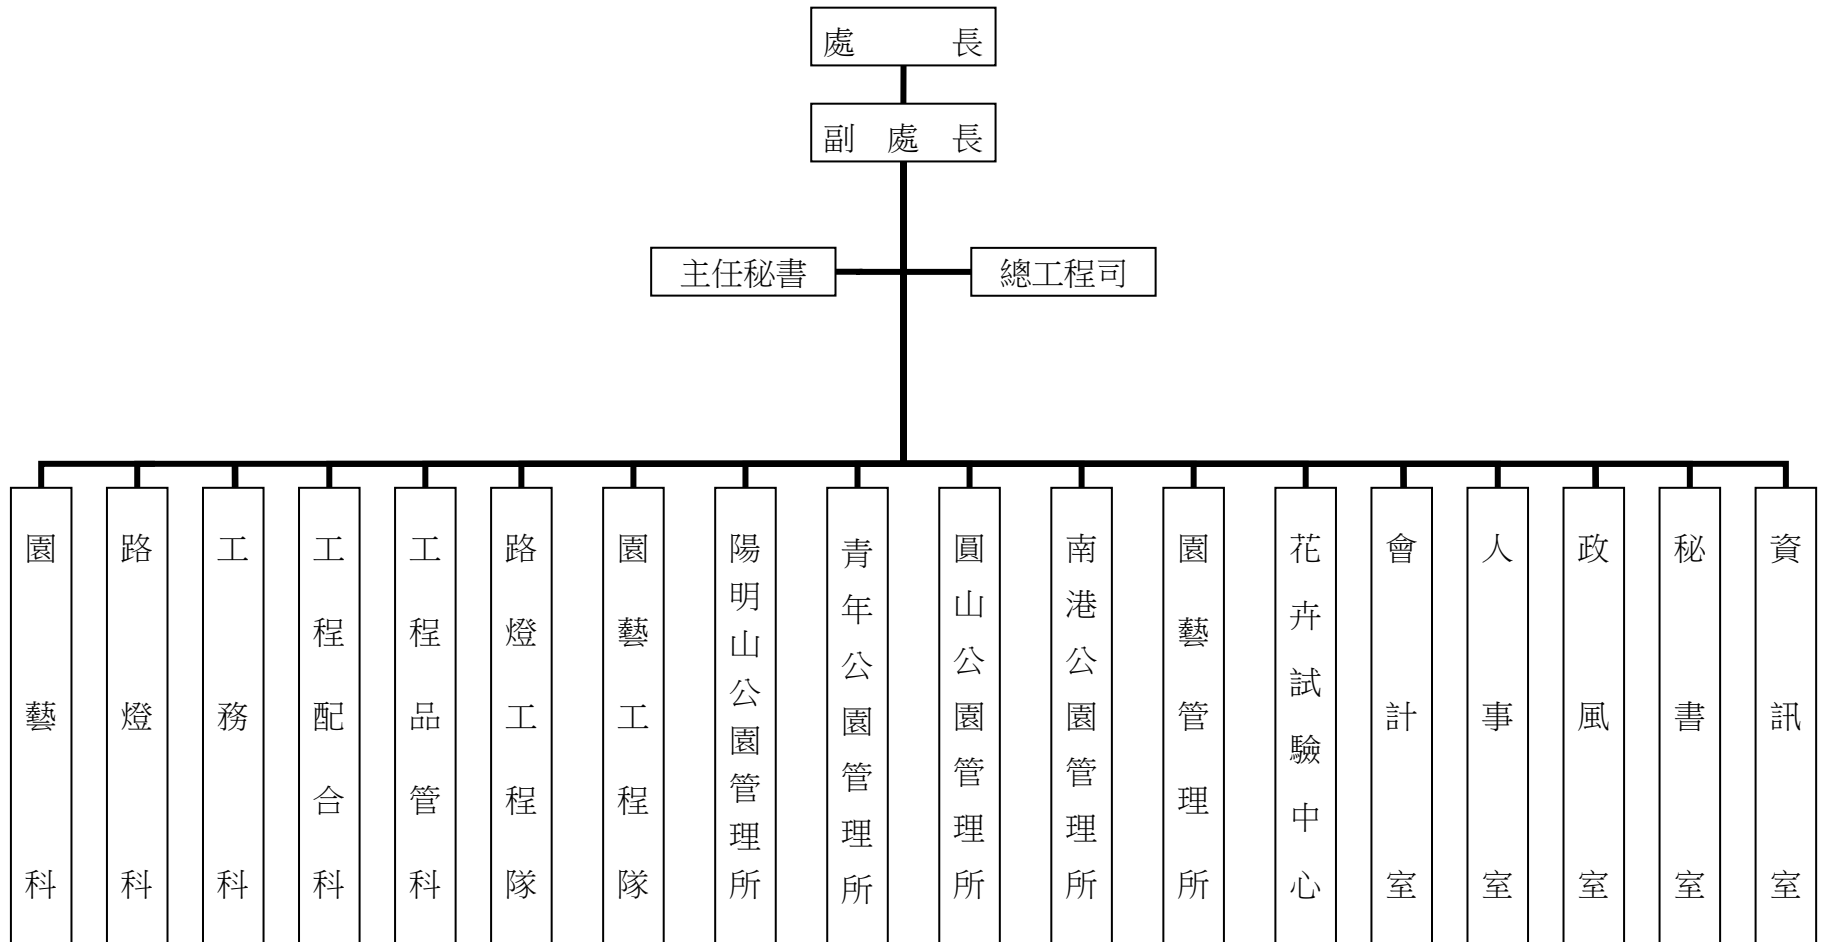 處長
副處長
主任秘書
總工程司
園藝科
路燈科
工務科
工程配合科
工程品管科
路燈工程隊
園藝工程隊
陽明山公園管理所
青年公園管理所
圓山公園管理所
南港公園管理所
園藝管理所
花卉試驗中心
會計室
人事室
政風室
秘書室
資訊室